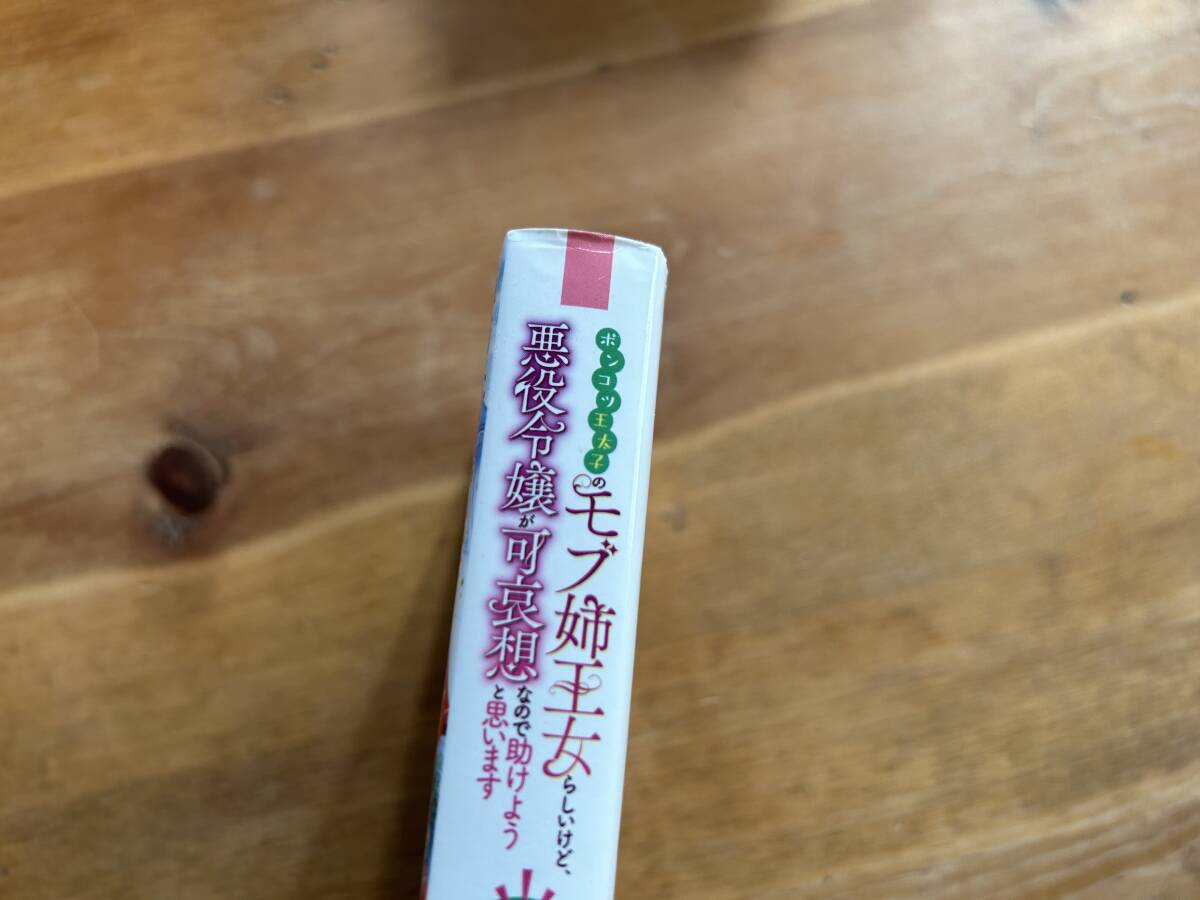 ポンコツ王太子のモブ姉王女らしいけど、
悪役令嬢が可哀想なので助けよう
と思います